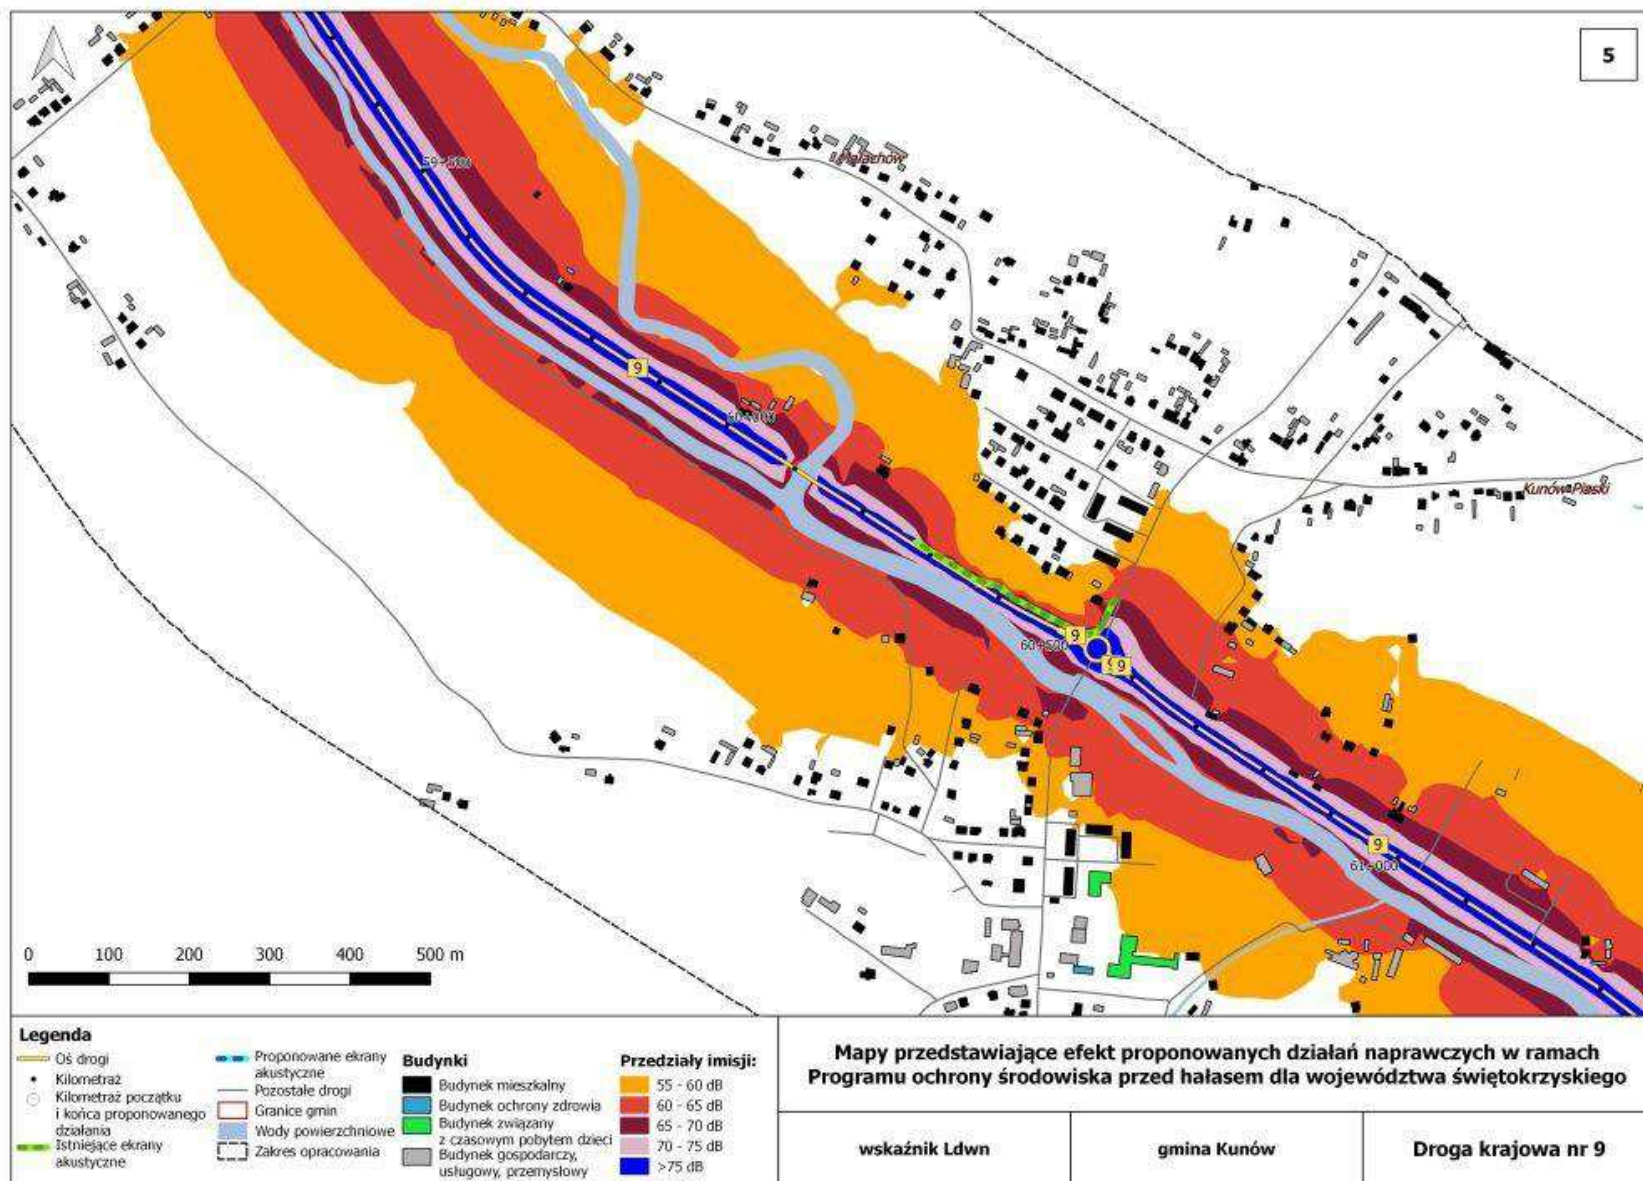 5
Małachów
59+500
9
60+000
Kunów-Piaski
9
60+500
9
9
61+000
0 100 200 300 400 500 m
Legenda
Oś drogi
Kilometraż
Kilometraż początku
i końca proponowanego
działania
Istniejące ekrany
akustyczne
Proponowane ekrany
akustyczne
Pozostałe drogi
Granice gmin
Wody powierzchniowe
Zakres opracowania
Budynki
Budynek mieszkalny
Budynek ochrony zdrowia
Budynek związany
z czasowym pobytem dzieci
Budynek gospodarczy,
usługowy, przemysłowy
Przedziały imisji:
55 - 60 dB
60 - 65 dB
65 - 70 dB
70 - 75 dB
>75 dB
Mapy przedstawiające efekt proponowanych działań naprawczych w ramach
Programu ochrony środowiska przed hałasem dla województwa świętokrzyskiego
wskaźnik Ldwn
gmina Kunów
Droga krajowa nr 9